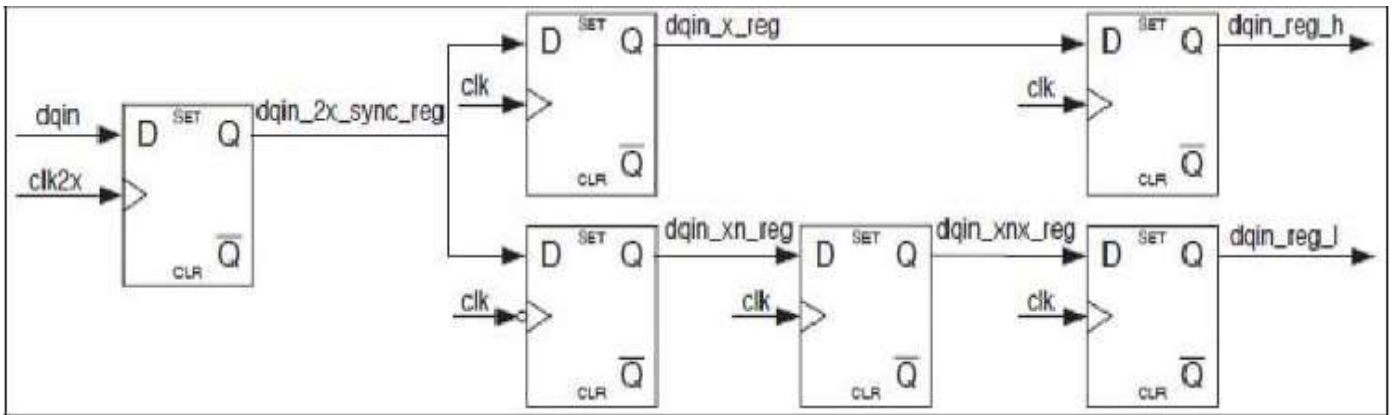 dqin
clk2x
D SET Q
Q
CLR
dqin_2x_sync_reg
clk
D SET Q
Q
CLR
dqin_x_reg
clk
D SET Q
Q
CLR
dqin_reg_h
clk
D SET Q
Q
CLR
dqin_xn_reg
clk
D SET Q
Q
CLR
dqin_xnx_reg
clk
D SET Q
Q
CLR
dqin_reg_l